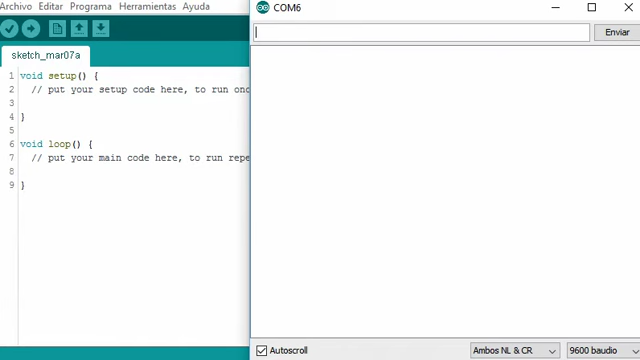 Archivo Editar Programa Herramientas Ayuda
COM6
Enviar
sketch_mar07a
1 void setup() {
2 // put your setup code here, to run onc
3
4 }
5
6 void loop() {
7 // put your main code here, to run repe
8
9 }
Autoscroll
Ambos NL & CR
9600 baudio